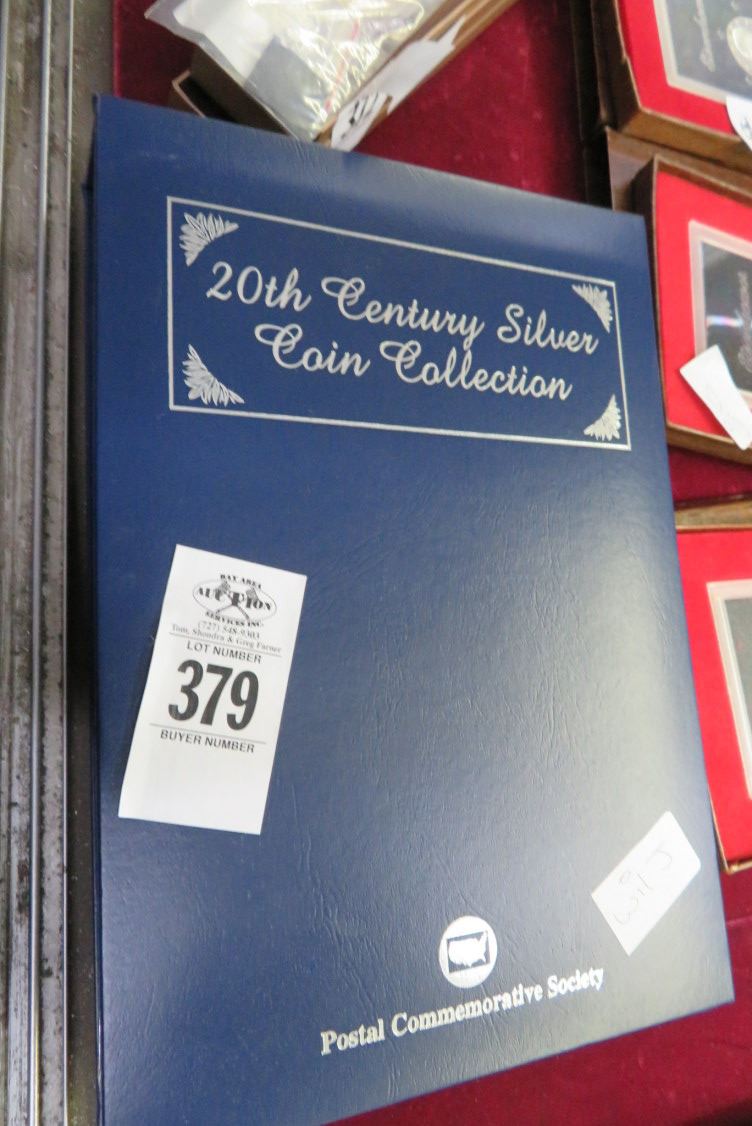 20th Century Silver
Coin Collection
BAY AREA
AUCTION
SERVICES INC.
(727) 548-9303
Tom, Shondra & Greg Farner
LOT NUMBER
379
BUYER NUMBER
Postal Commemorative Society